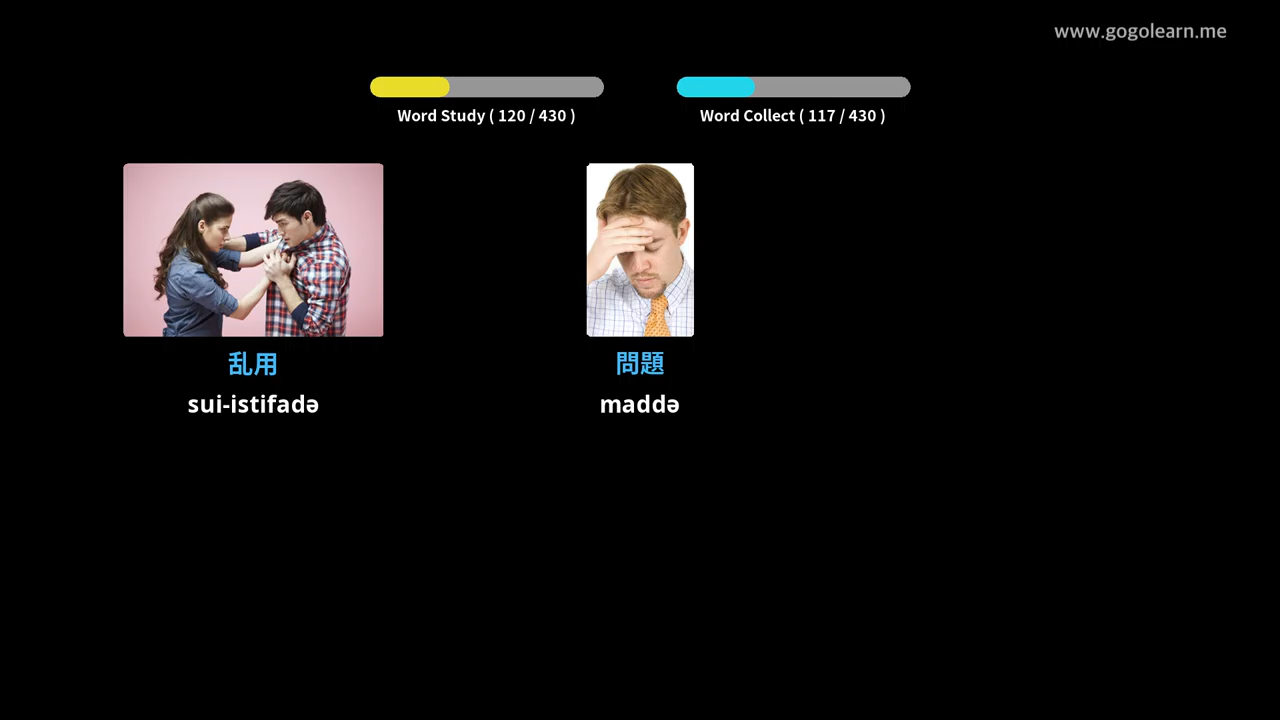 www.gogolearn.me
Word Study ( 120 / 430 )
Word Collect ( 117 / 430 )
乱用
sui-istifadə
問題
maddə